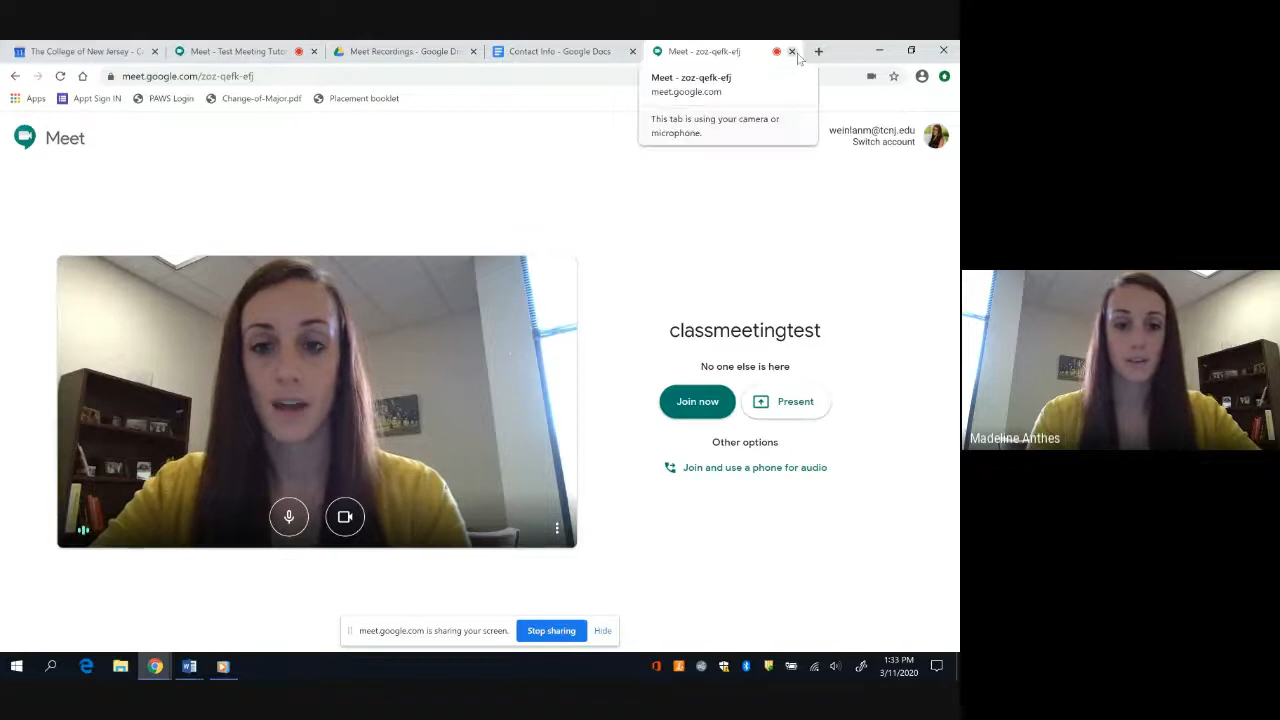 The College of New Jersey - C
Meet - Test Meeting Tutor
Meet Recordings - Google Dr
Contact Info - Google Docs
Meet - zoz-qefk-efj
meet.google.com/zoz-qefk-efj
Meet - zoz-qefk-efj
meet.google.com
This tab is using your camera or
microphone.
Apps
Appt Sign IN
PAWS Login
Change-of-Major.pdf
Placement booklet
Meet
weinlanm@tcnj.edu
Switch account
classmeetingtest
No one else is here
Join now
Present
Other options
Join and use a phone for audio
Madeline Anthes
meet.google.com is sharing your screen.
Stop sharing
Hide
1:33 PM
3/11/2020